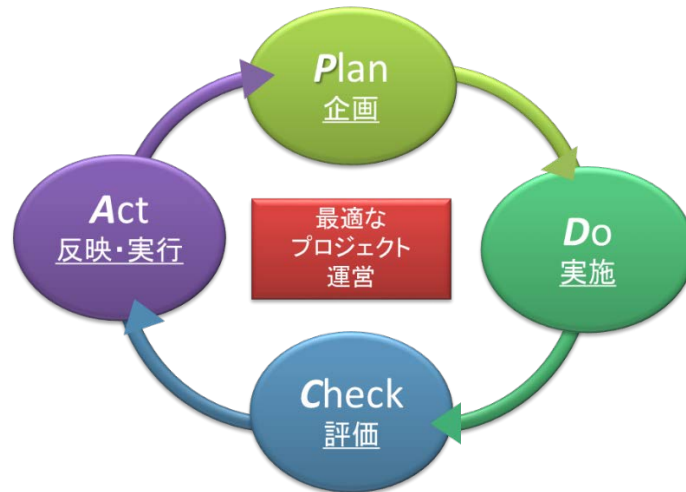 Plan
企画
Do
実施
Check
評価
Act
反映・実行
最適な
プロジェクト
運営